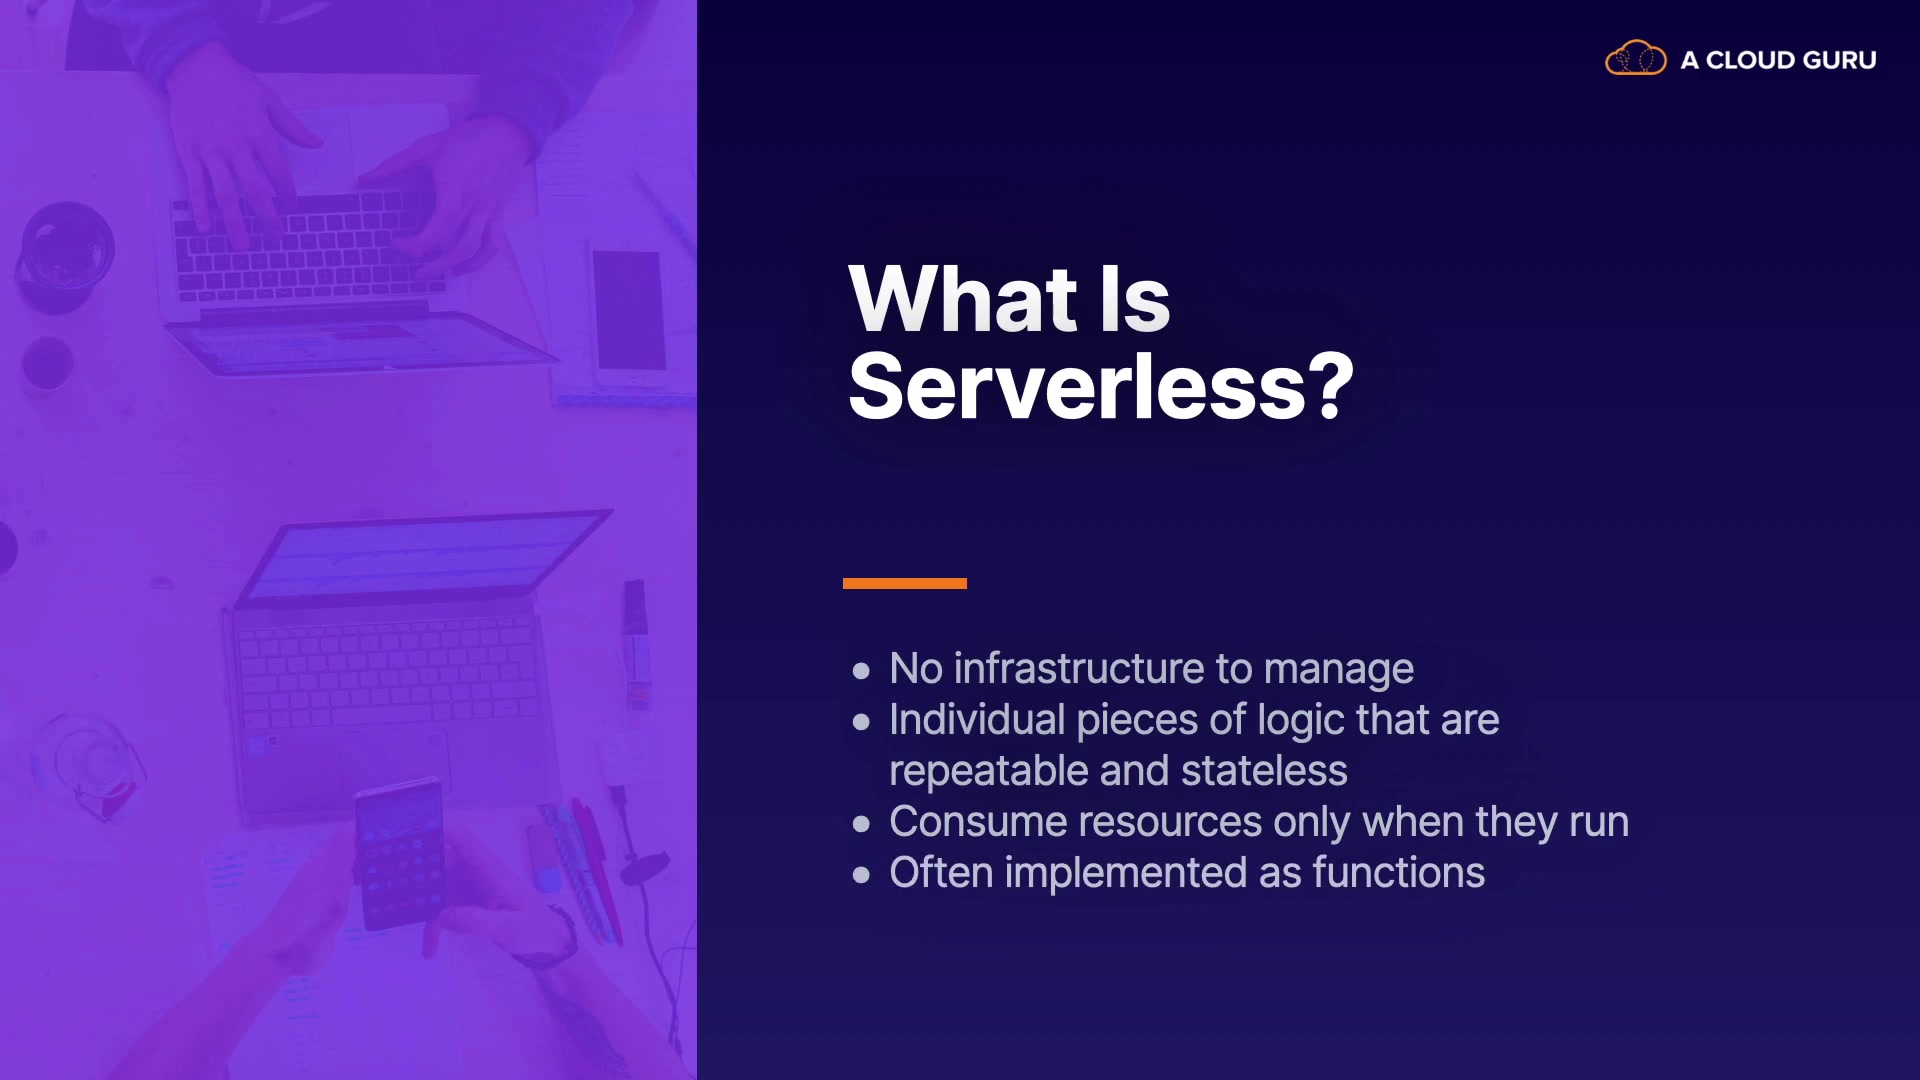 A CLOUD GURU
What Is
Serverless?
● No infrastructure to manage
● Individual pieces of logic that are
repeatable and stateless
● Consume resources only when they run
● Often implemented as functions